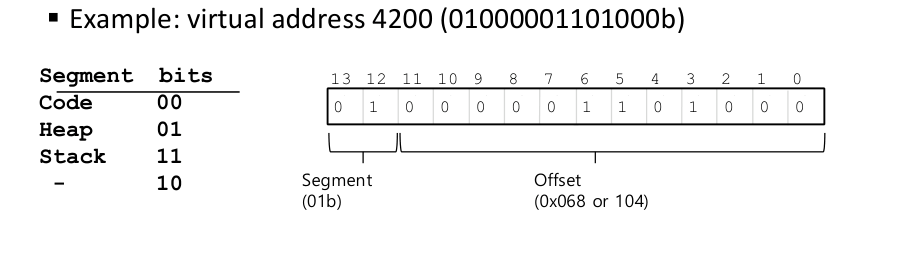 ▪ Example: virtual address 4200 (01000001101000b)
Segment bits
Code 00
Heap 01
Stack 11
- 10
13 12 11 10 9 8 7 6 5 4 3 2 1 0
0 1 0 0 0 0 0 1 1 0 1 0 0 0
Segment
(01b)
Offset
(0x068 or 104)